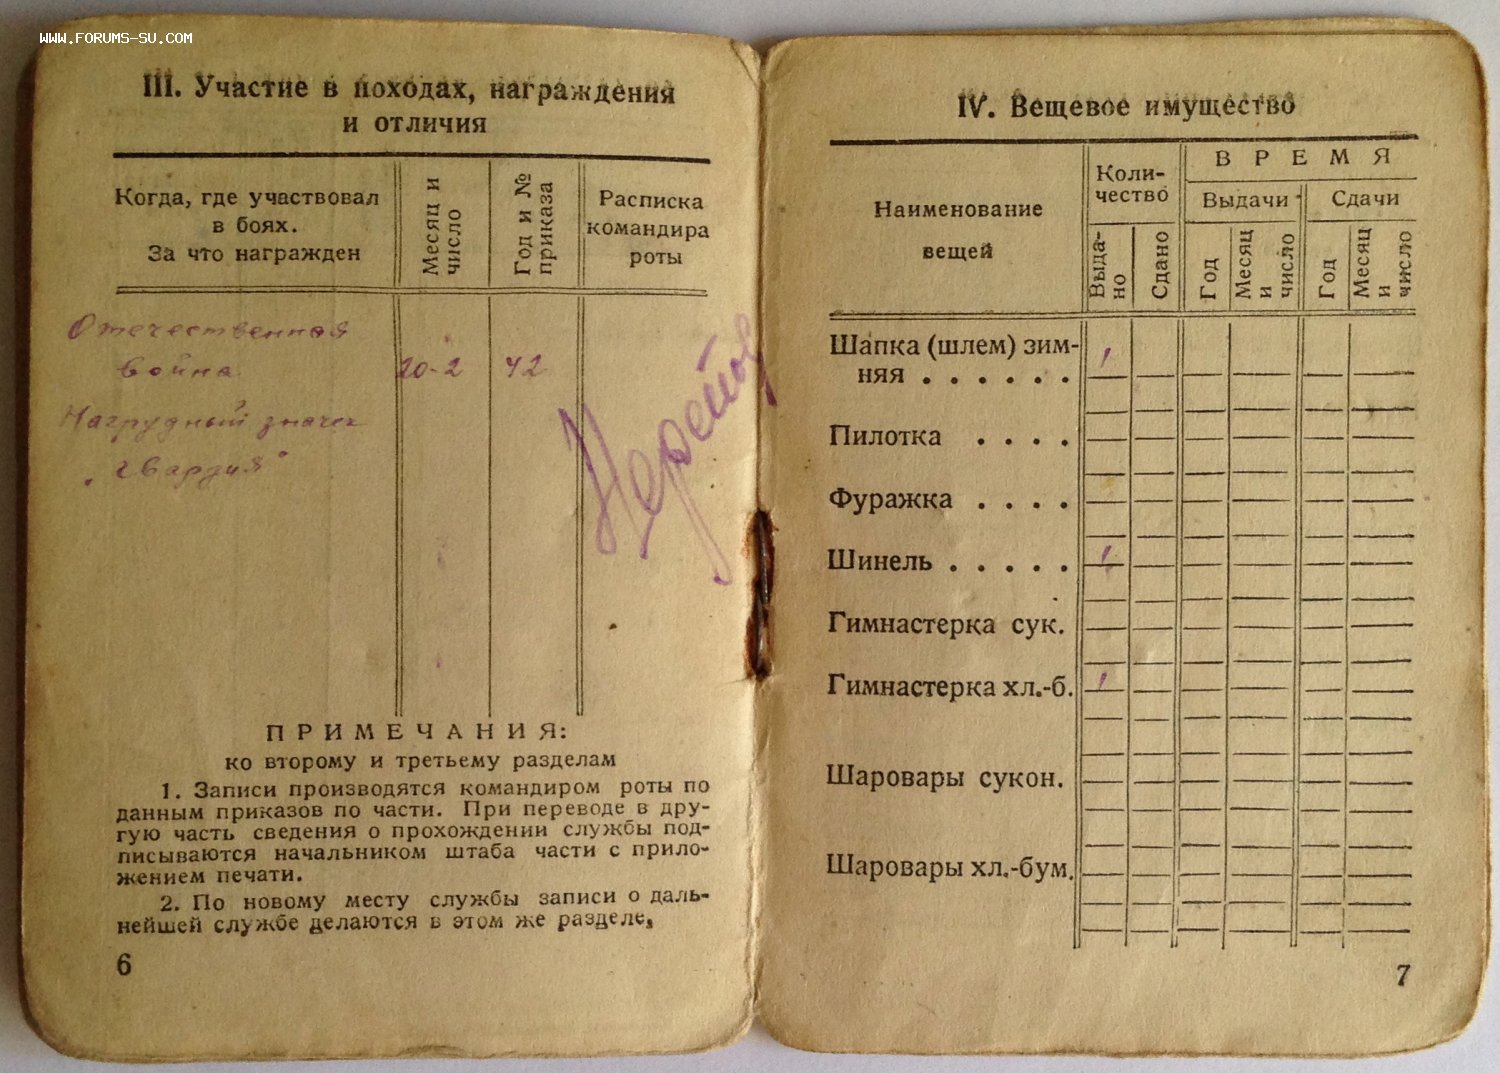 WWW.FORUMS-SU.COM
III. Участие в походах, награждения
и отличия
Когда, где участвовал
в боях.
За что награжден
Месяц и
число
Год и №
приказа
Расписка
командира
роты
Отечественная
война 20-2 42
Нагрудный значек
"гвардия"
ПРИМЕЧАНИЯ:
ко второму и третьему разделам
1. Записи производятся командиром роты по
данным приказов по части. При переводе в дру-
гую часть сведения о прохождении службы под-
писываются начальником штаба части с прило-
жением печати.
2. По новому месту службы записи о даль-
нейшей службе делаются в этом же разделе.
6
IV. Вещевое имущество
Наименование
вещей
Коли-
чество
ВРЕМЯ
Выдачи
Сдачи
Выда-
но
Сдано
Год
Месяц
и
число
Год
Месяц
и
число
Шапка (шлем) зим-
няя . . . . . . 1
Пилотка . . . .
Фуражка . . . .
Шинель . . . . . 1
Гимнастерка сук.
Гимнастерка хл.-б. 1
Шаровары сукон.
Шаровары хл.-бум.
7